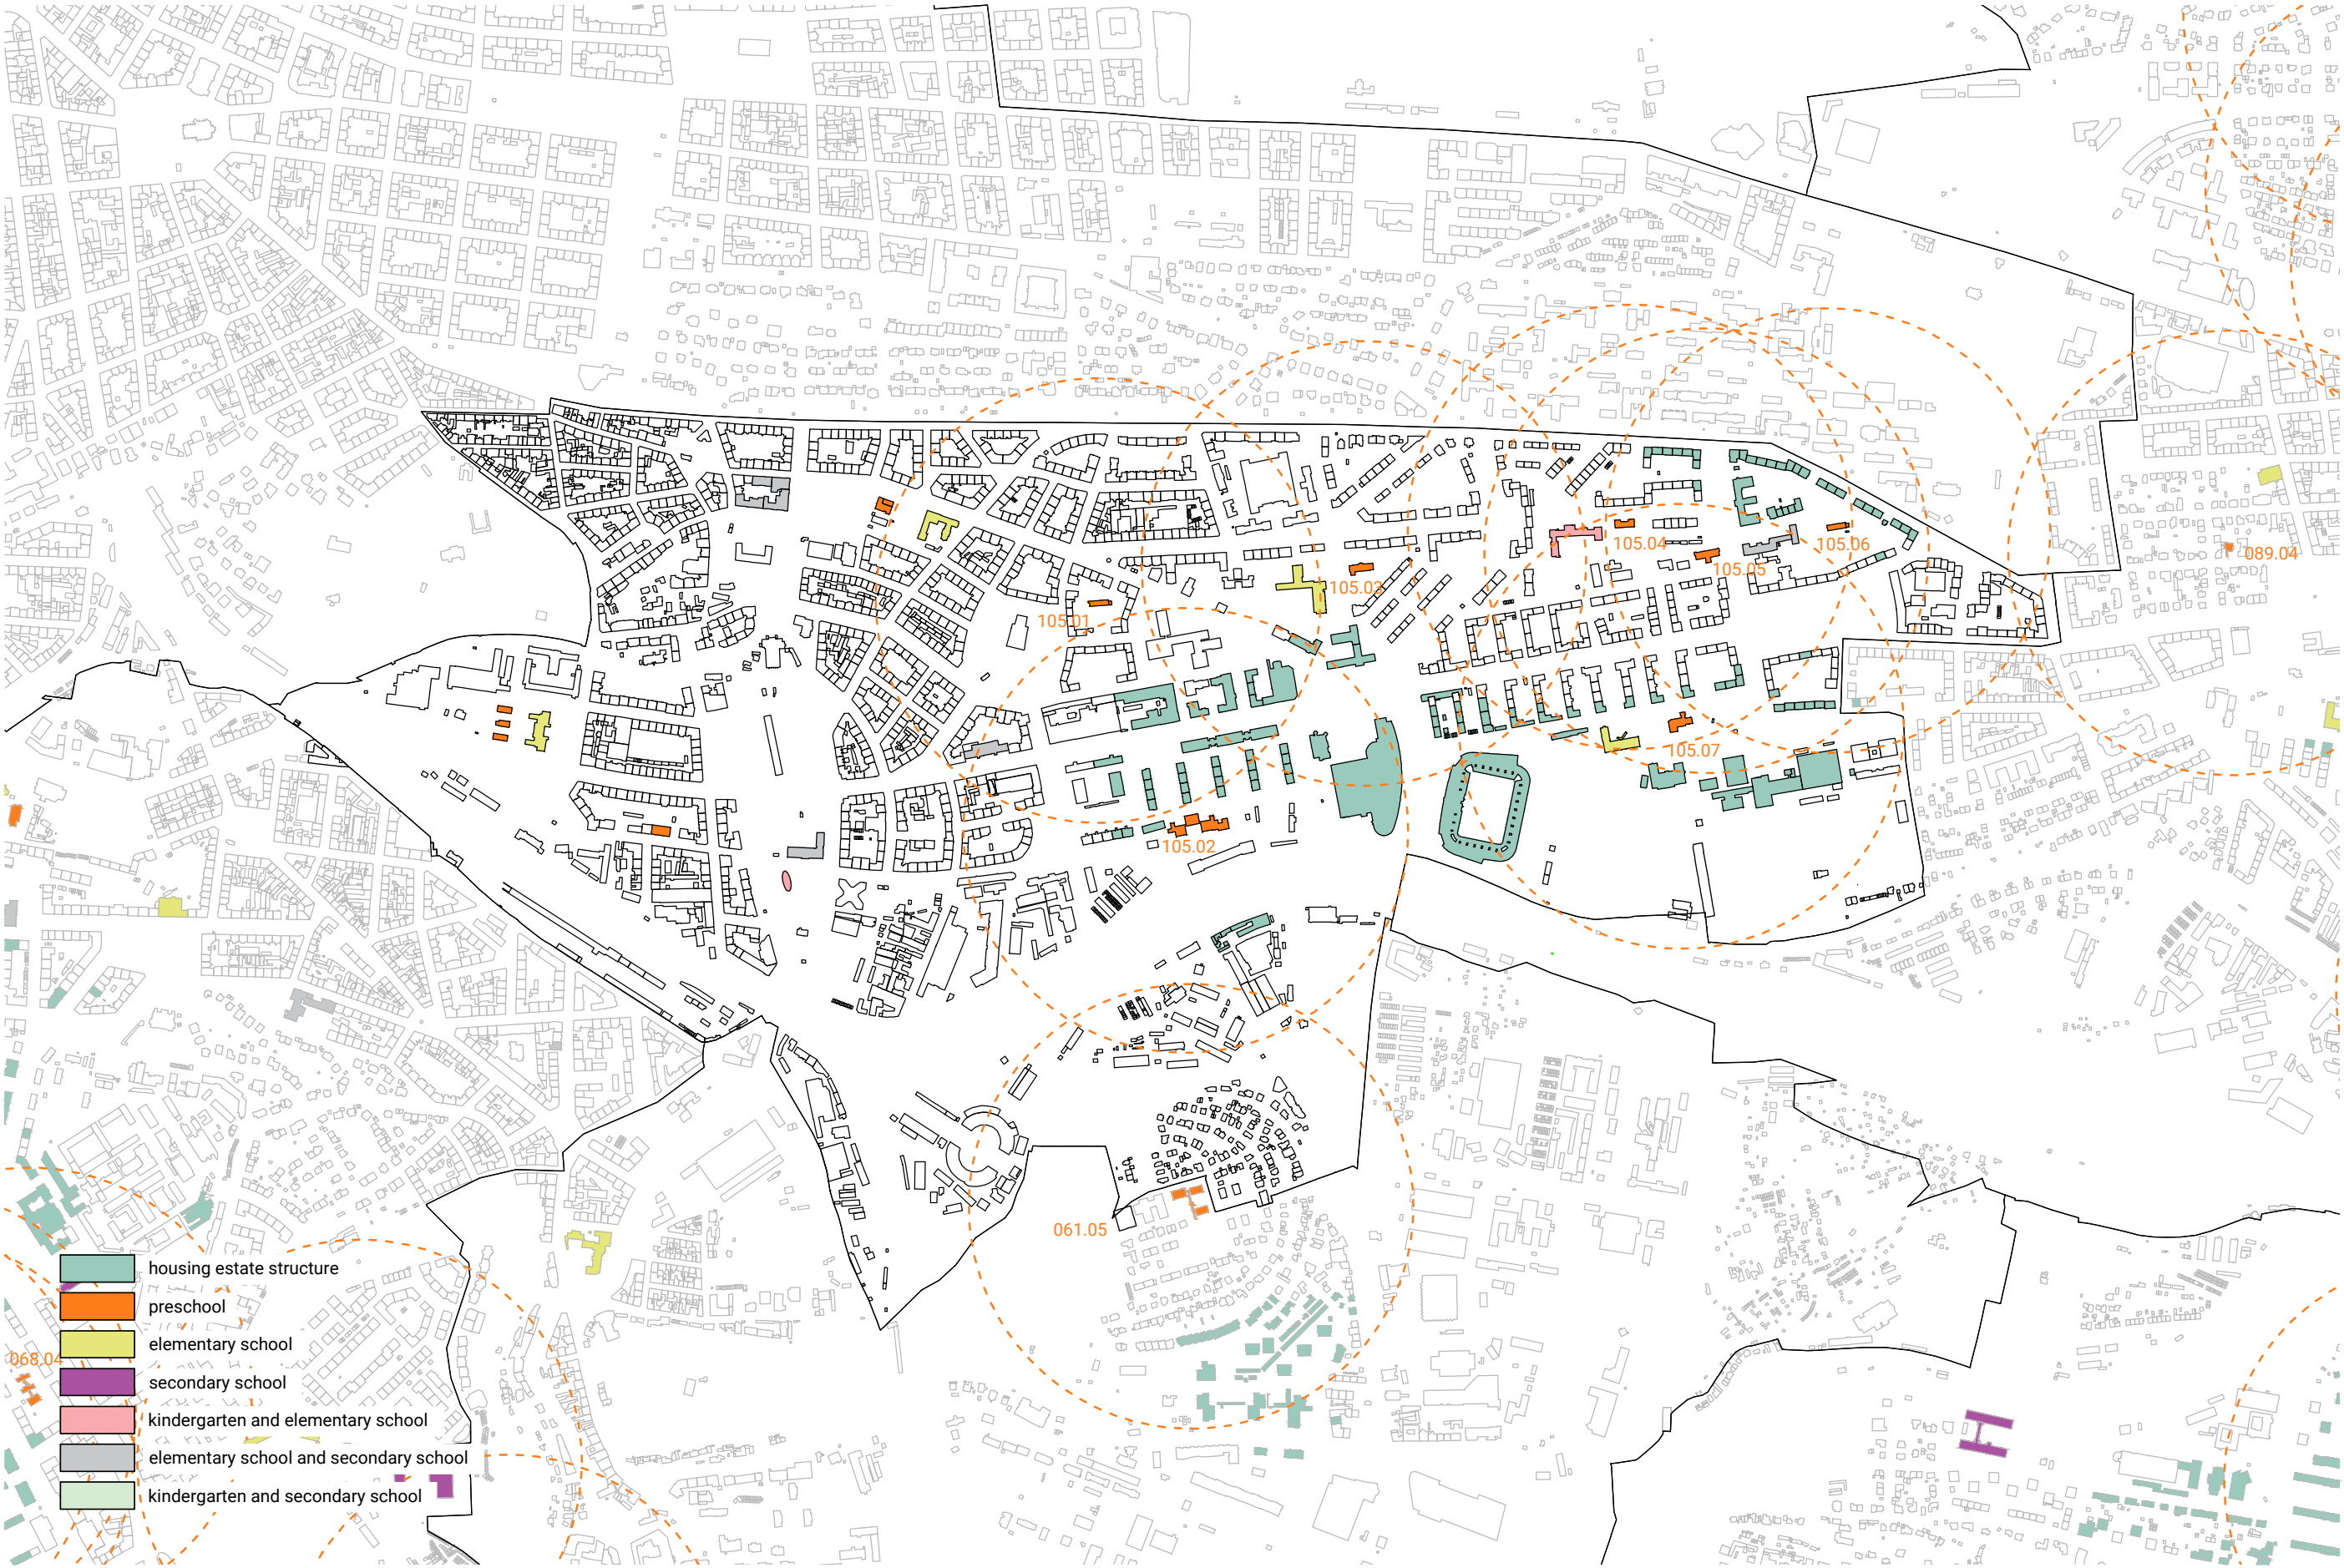 105.04
105.06
089.04
105.05
105.03
105.01
105.07
105.02
061.05
housing estate structure
preschool
elementary school
068.04
secondary school
kindergarten and elementary school
elementary school and secondary school
kindergarten and secondary school